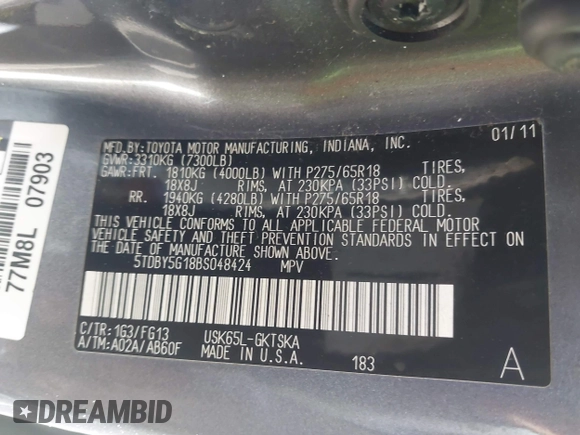 MFD. BY: TOYOTA MOTOR MANUFACTURING, INDIANA, INC. 01/11
GVWR: 3310KG (7300LB)
GAWR: FRT. 1810KG (4000LB) WITH P275/65R18 TIRES,
18X8J RIMS, AT 230KPA (33PSI) COLD.
RR. 1940KG (4280LB) WITH P275/65R18 TIRES,
18X8J RIMS, AT 230KPA (33PSI) COLD.
THIS VEHICLE CONFORMS TO ALL APPLICABLE FEDERAL MOTOR
VEHICLE SAFETY AND THEFT PREVENTION STANDARDS IN EFFECT ON
THE DATE OF MANUFACTURE SHOWN ABOVE.
5TDBY5G18BS048424 MPV
C/TR: 1G3/FG13 USK65L-GKTSKA
A/TM: A02A/AB60F MADE IN U.S.A. 183 A
77M8L 07903
DREAMBID